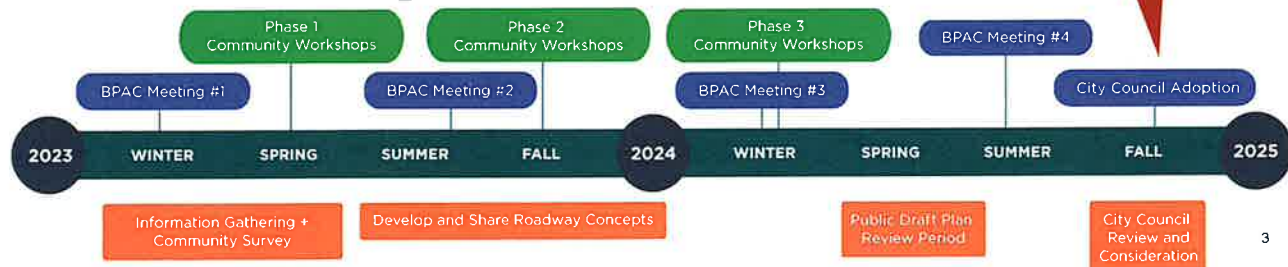 Phase 1
Community Workshops
Phase 2
Community Workshops
Phase 3
Community Workshops
BPAC Meeting #4
BPAC Meeting #1
BPAC Meeting #2
BPAC Meeting #3
City Council Adoption
2023
WINTER
SPRING
SUMMER
FALL
2024
WINTER
SPRING
SUMMER
FALL
2025
Information Gathering +
Community Survey
Develop and Share Roadway Concepts
Public Draft Plan
Review Period
City Council
Review and
Consideration
3